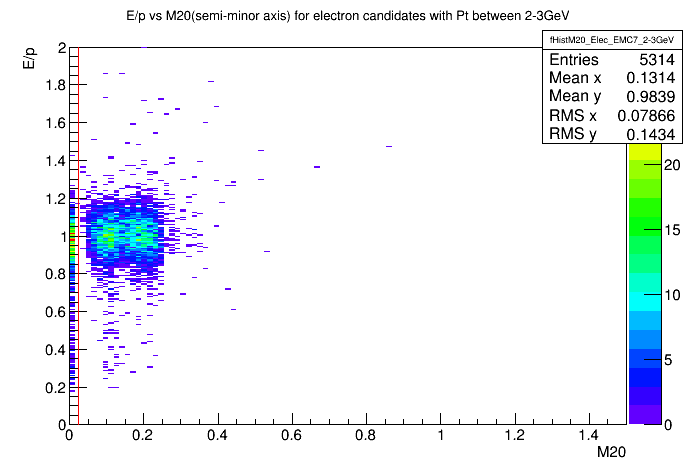 E/p vs M20(semi-minor axis) for electron candidates with Pt between 2-3GeV
fHistM20_Elec_EMC7_2-3GeV
Entries 5314
Mean x 0.1314
Mean y 0.9839
RMS x 0.07866
RMS y 0.1434
E/p
2
1.8
1.6
1.4
1.2
1
0.8
0.6
0.4
0.2
0
0 0.2 0.4 0.6 0.8 1 1.2 1.4
M20
20
15
10
5
0